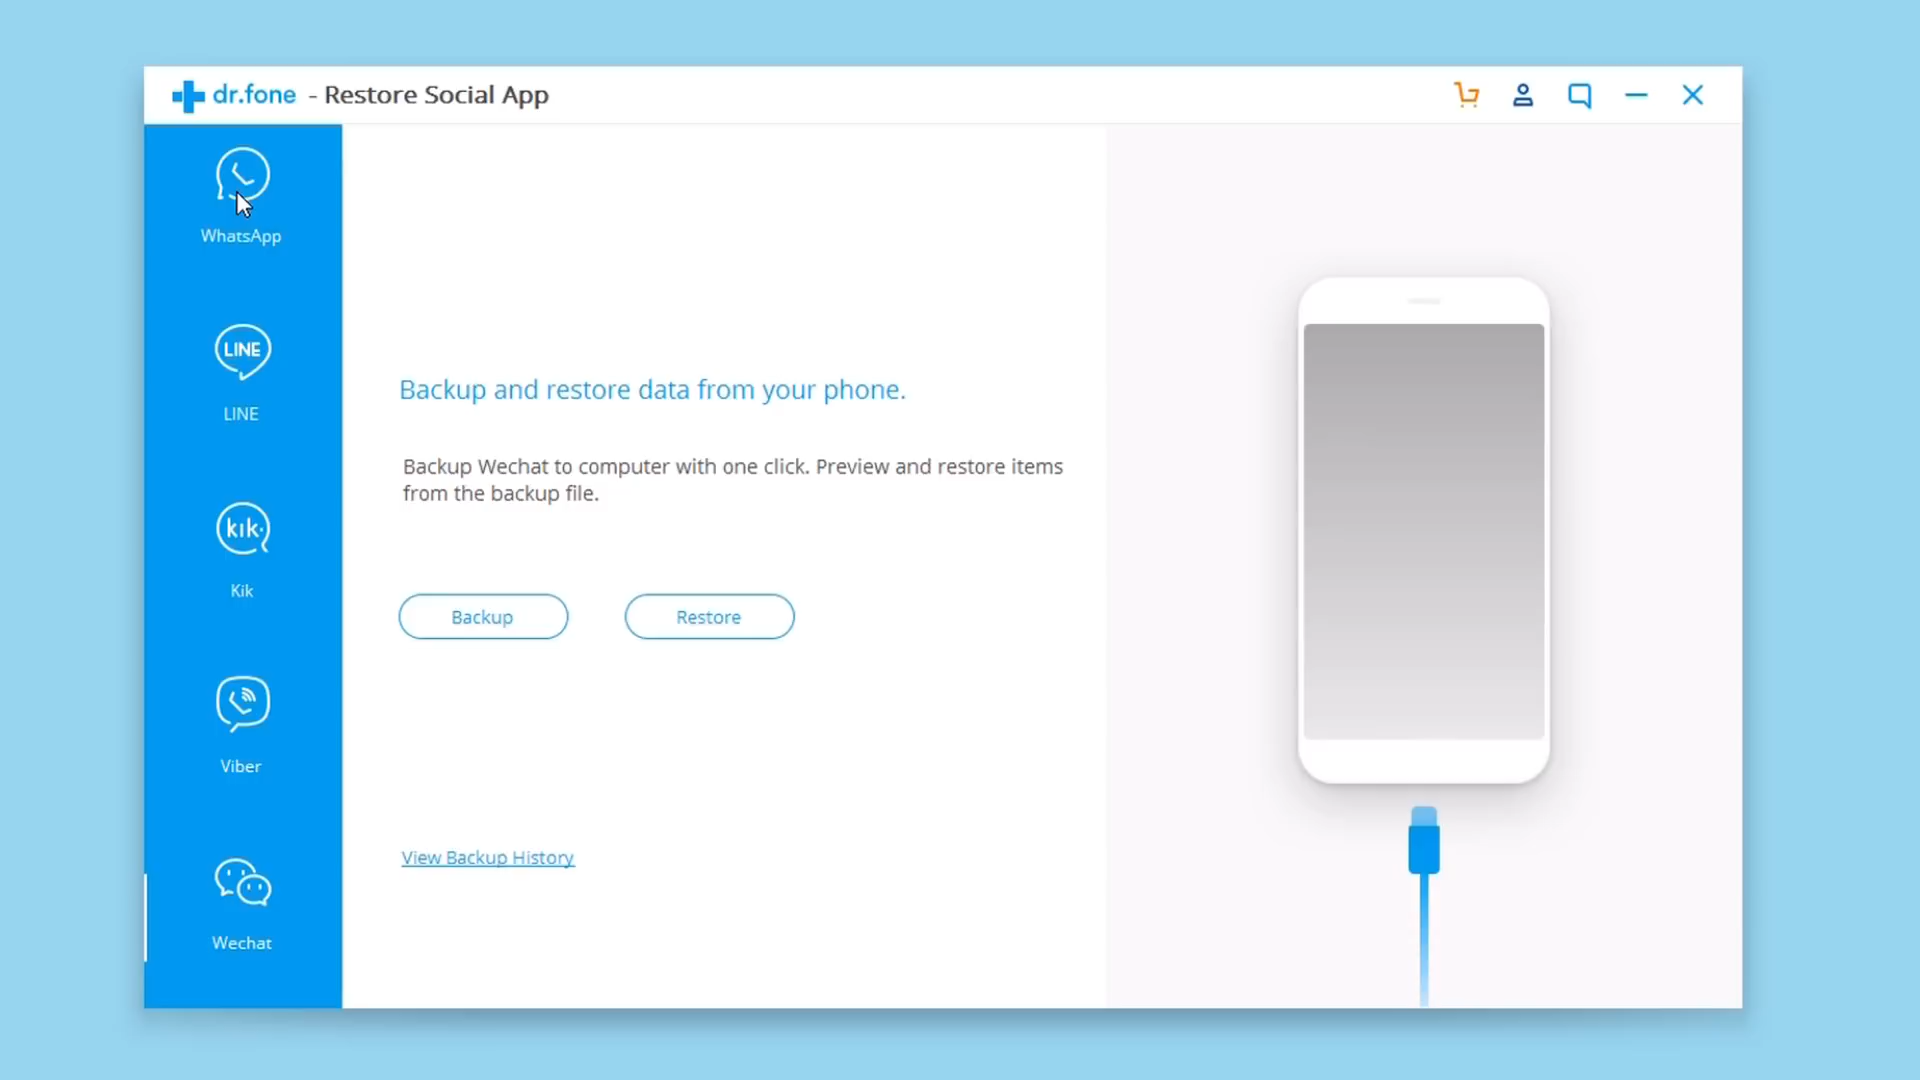 dr.fone - Restore Social App
WhatsApp
LINE
LINE
kik.
Kik
Viber
Wechat
Backup and restore data from your phone.
Backup Wechat to computer with one click. Preview and restore items
from the backup file.
Backup
Restore
View Backup History